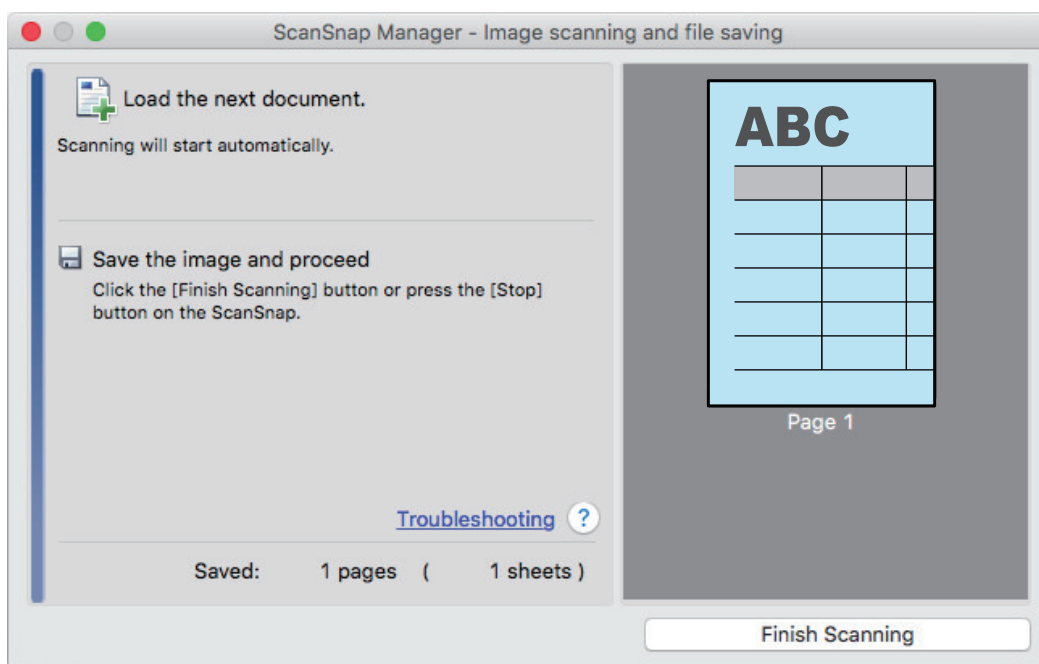 ScanSnap Manager - Image scanning and file saving
Load the next document.
Scanning will start automatically.
Save the image and proceed
Click the [Finish Scanning] button or press the [Stop]
button on the ScanSnap.
Troubleshooting ?
Saved: 1 pages ( 1 sheets )
ABC
Page 1
Finish Scanning